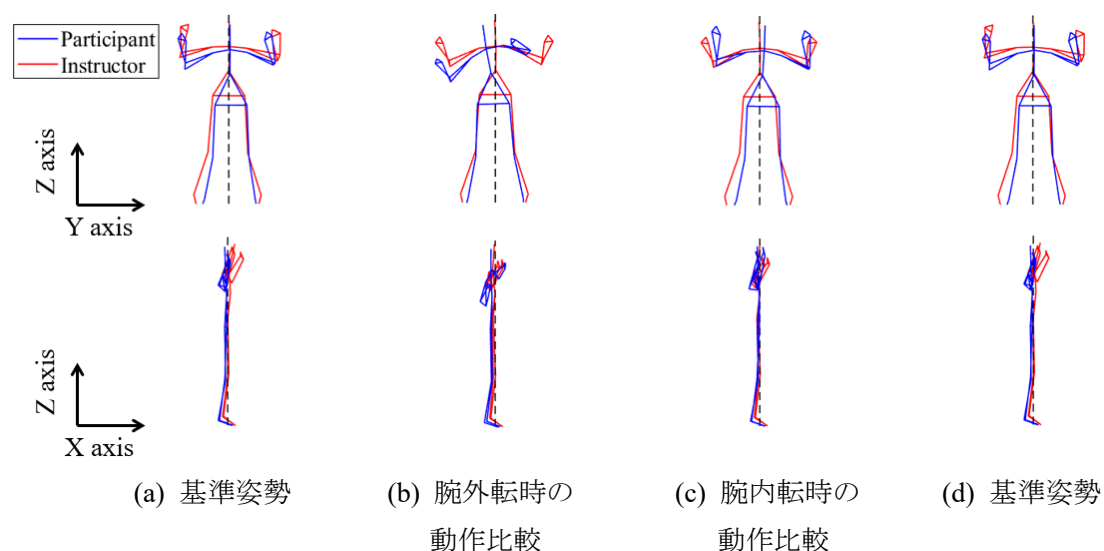 Participant
Instructor
Z axis
Y axis
Z axis
X axis
(a) 基準姿勢
(b) 腕外転時の
動作比較
(c) 腕内転時の
動作比較
(d) 基準姿勢